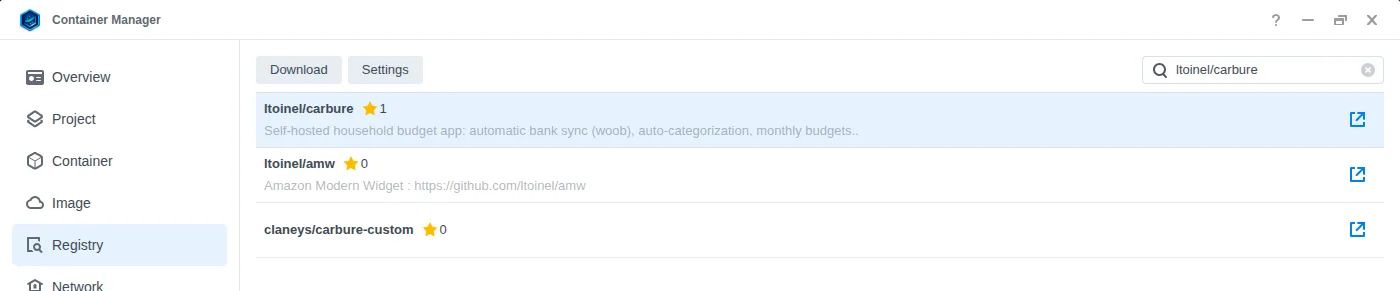 Container Manager
Overview
Project
Container
Image
Registry
Network
Download Settings ltoinel/carbure
ltoinel/carbure 1
Self-hosted household budget app: automatic bank sync (woob), auto-categorization, monthly budgets..
ltoinel/amw 0
Amazon Modern Widget : https://github.com/ltoinel/amw
claneys/carbure-custom 0